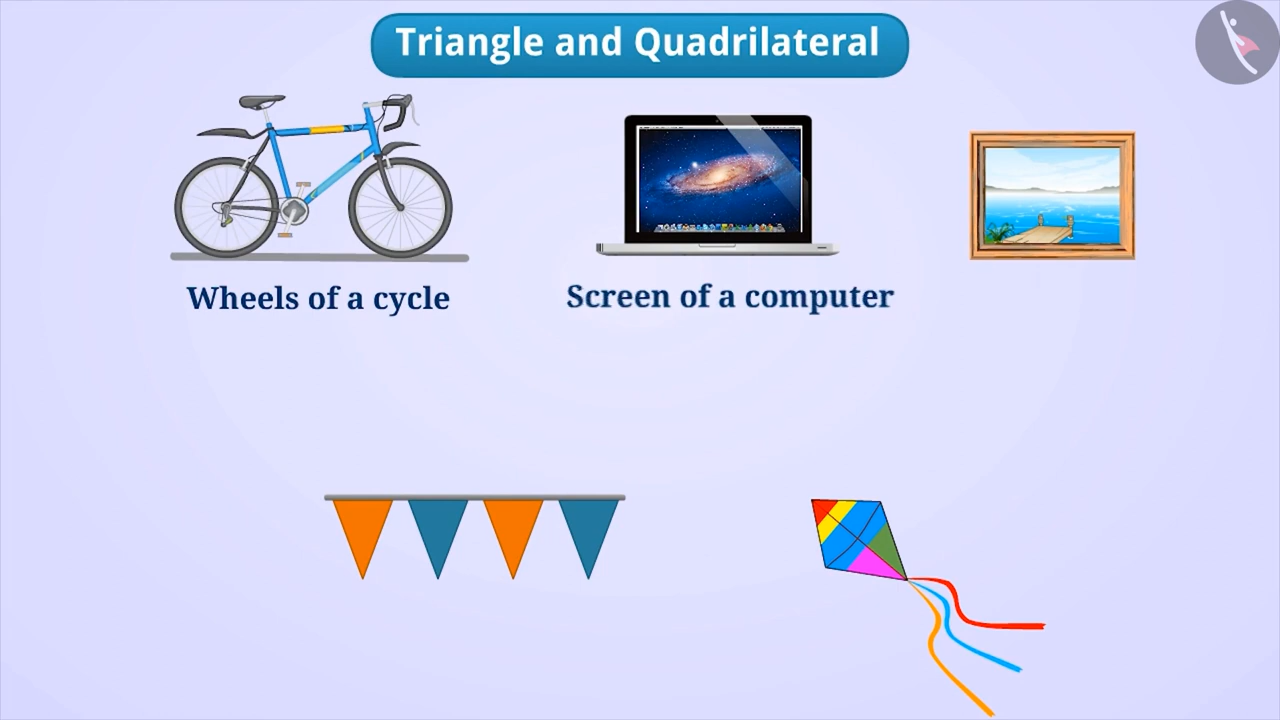 Triangle and Quadrilateral
Wheels of a cycle
Screen of a computer